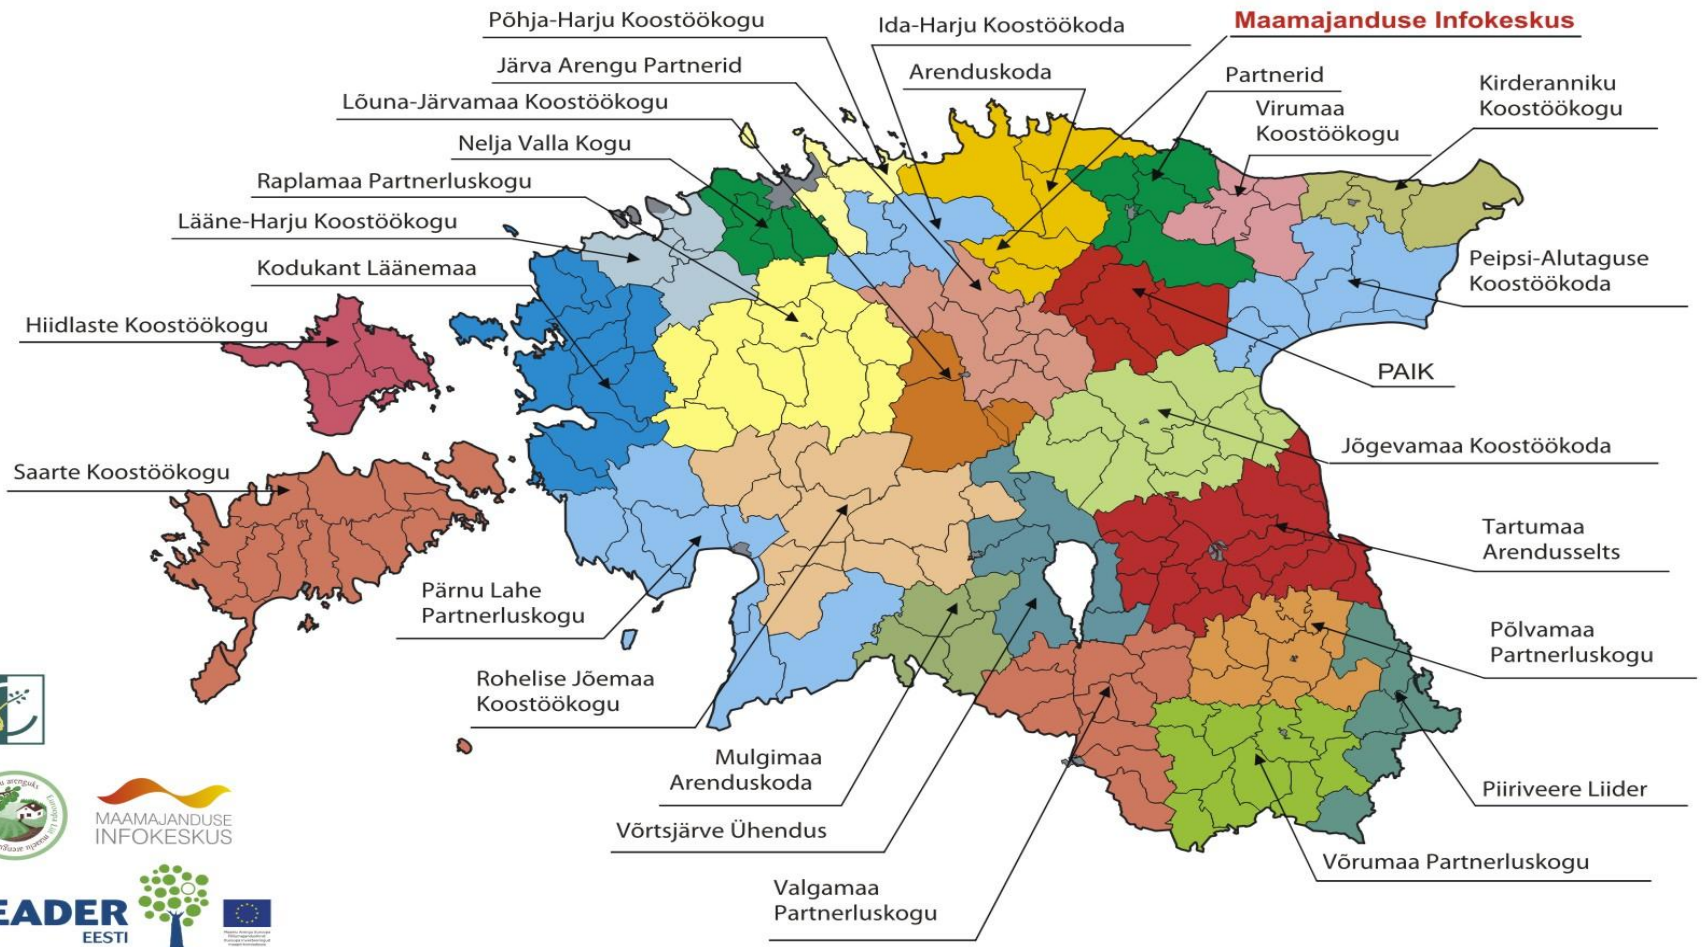 Põhja-Harju Koostöökogu
Ida-Harju Koostöökoda
Maamajanduse Infokeskus
Järva Arengu Partnerid
Arenduskoda
Partnerid
Kirderanniku
Koostöökogu
Lõuna-Järvamaa Koostöökogu
Virumaa
Koostöökogu
Nelja Valla Kogu
Raplamaa Partnerluskogu
Lääne-Harju Koostöökogu
Kodukant Läänemaa
Peipsi-Alutaguse
Koostöökoda
Hiidlaste Koostöökogu
PAIK
Jõgevamaa Koostöökoda
Saarte Koostöökogu
Tartumaa
Arendusselts
Pärnu Lahe
Partnerluskogu
Põlvamaa
Partnerluskogu
Rohelise Jõemaa
Koostöökogu
Mulgimaa
Arenduskoda
Piiriveere Liider
Võrtsjärve Ühendus
Võrumaa Partnerluskogu
Valgamaa
Partnerluskogu
MAAMAJANDUSE
INFOKESKUS
EADER
EESTI